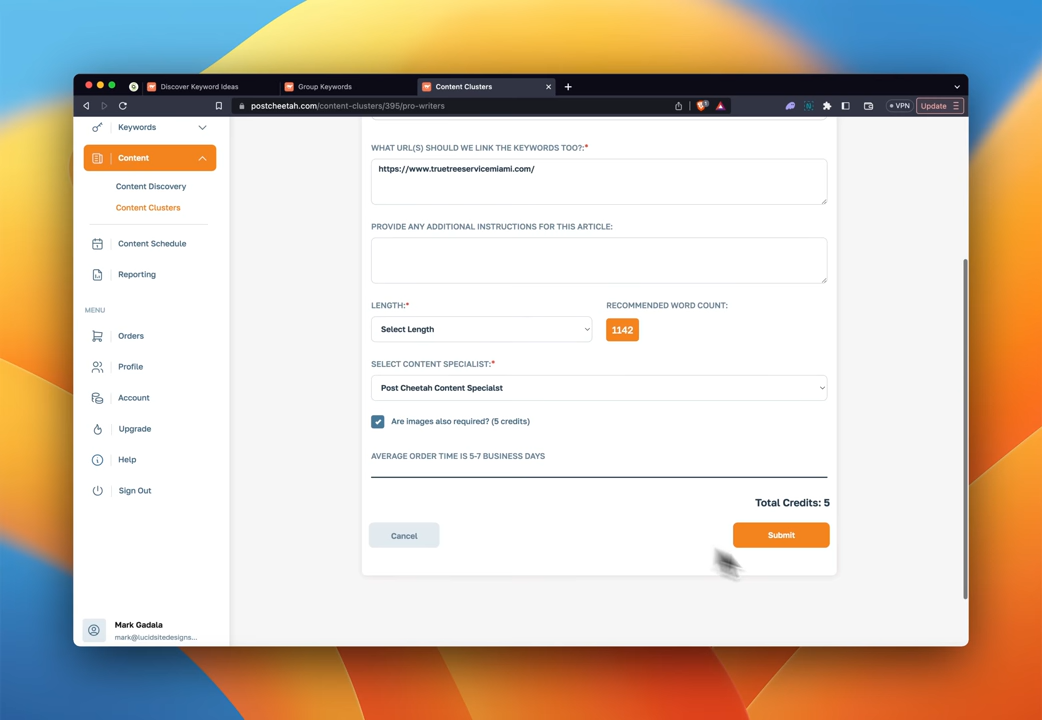 Discover Keyword Ideas
Group Keywords
Content Clusters
postcheetah.com/content-clusters/395/pro-writers
VPN
Update
Keywords
Content
Content Discovery
Content Clusters
Content Schedule
Reporting
MENU
Orders
Profile
Account
Upgrade
Help
Sign Out
Mark Gadala
mark@lucidsitedesigns...
WHAT URL(S) SHOULD WE LINK THE KEYWORDS TOO?:*
https://www.truetreeservicemiami.com/
PROVIDE ANY ADDITIONAL INSTRUCTIONS FOR THIS ARTICLE:
LENGTH:*
Select Length
RECOMMENDED WORD COUNT:
1142
SELECT CONTENT SPECIALIST:*
Post Cheetah Content Specialst
Are images also required? (5 credits)
AVERAGE ORDER TIME IS 5-7 BUSINESS DAYS
Total Credits: 5
Cancel
Submit